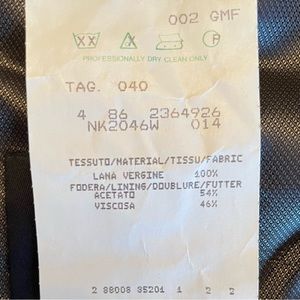 002 GMF
XX A P
PROFESSIONALLY DRY CLEAN ONLY
TAG. 040
4 86 2364926
NK2046W 014
TESSUTO/MATERIAL/TISSU/FABRIC
LANA VERGINE 100%
FODERA/LINING/DOUBLURE/FUTTER
ACETATO 54%
VISCOSA 46%
2 88008 35201 1 2 2